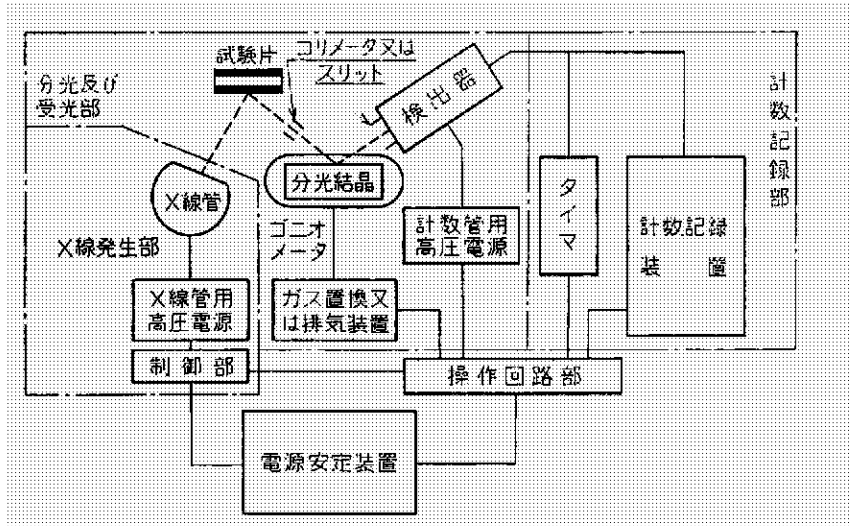 試験片
コリメータ又は
スリット
分光及び
受光部
検出器
計数記録部
X線管
分光結晶
タイマ
計数記録
装置
ゴニオ
メータ
計数管用
高圧電源
X線発生部
X線管用
高圧電源
ガス置換又
は排気装置
制御部
操作回路部
電源安定装置